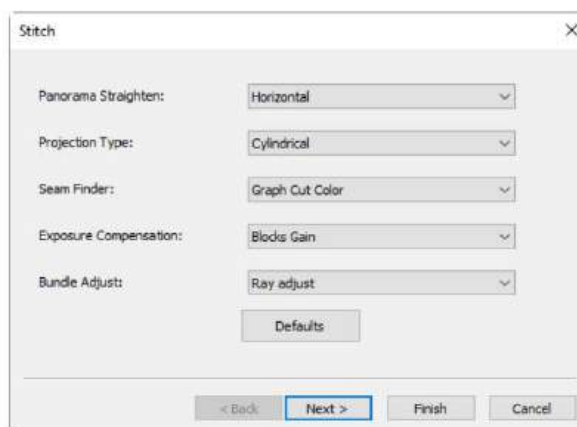 Stitch
Panorama Straighten: Horizontal
Projection Type: Cylindrical
Seam Finder: Graph Cut Color
Exposure Compensation: Blocks Gain
Bundle Adjust: Ray adjust
Defaults
< Back Next > Finish Cancel